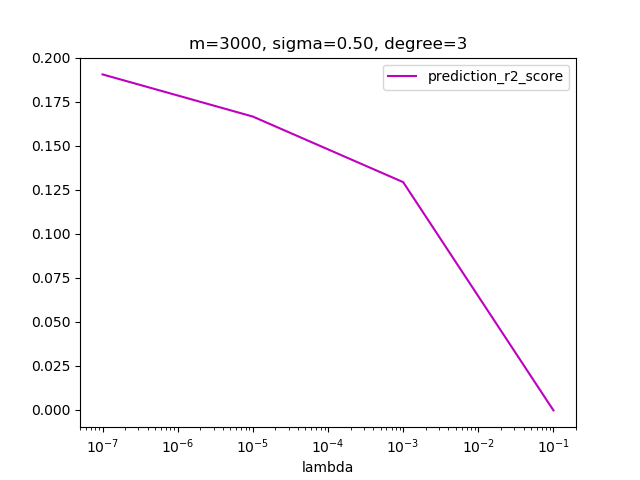 m=3000, sigma=0.50, degree=3
prediction_r2_score
0.200
0.175
0.150
0.125
0.100
0.075
0.050
0.025
0.000
10⁻⁷ 10⁻⁶ 10⁻⁵ 10⁻⁴ 10⁻³ 10⁻² 10⁻¹
lambda